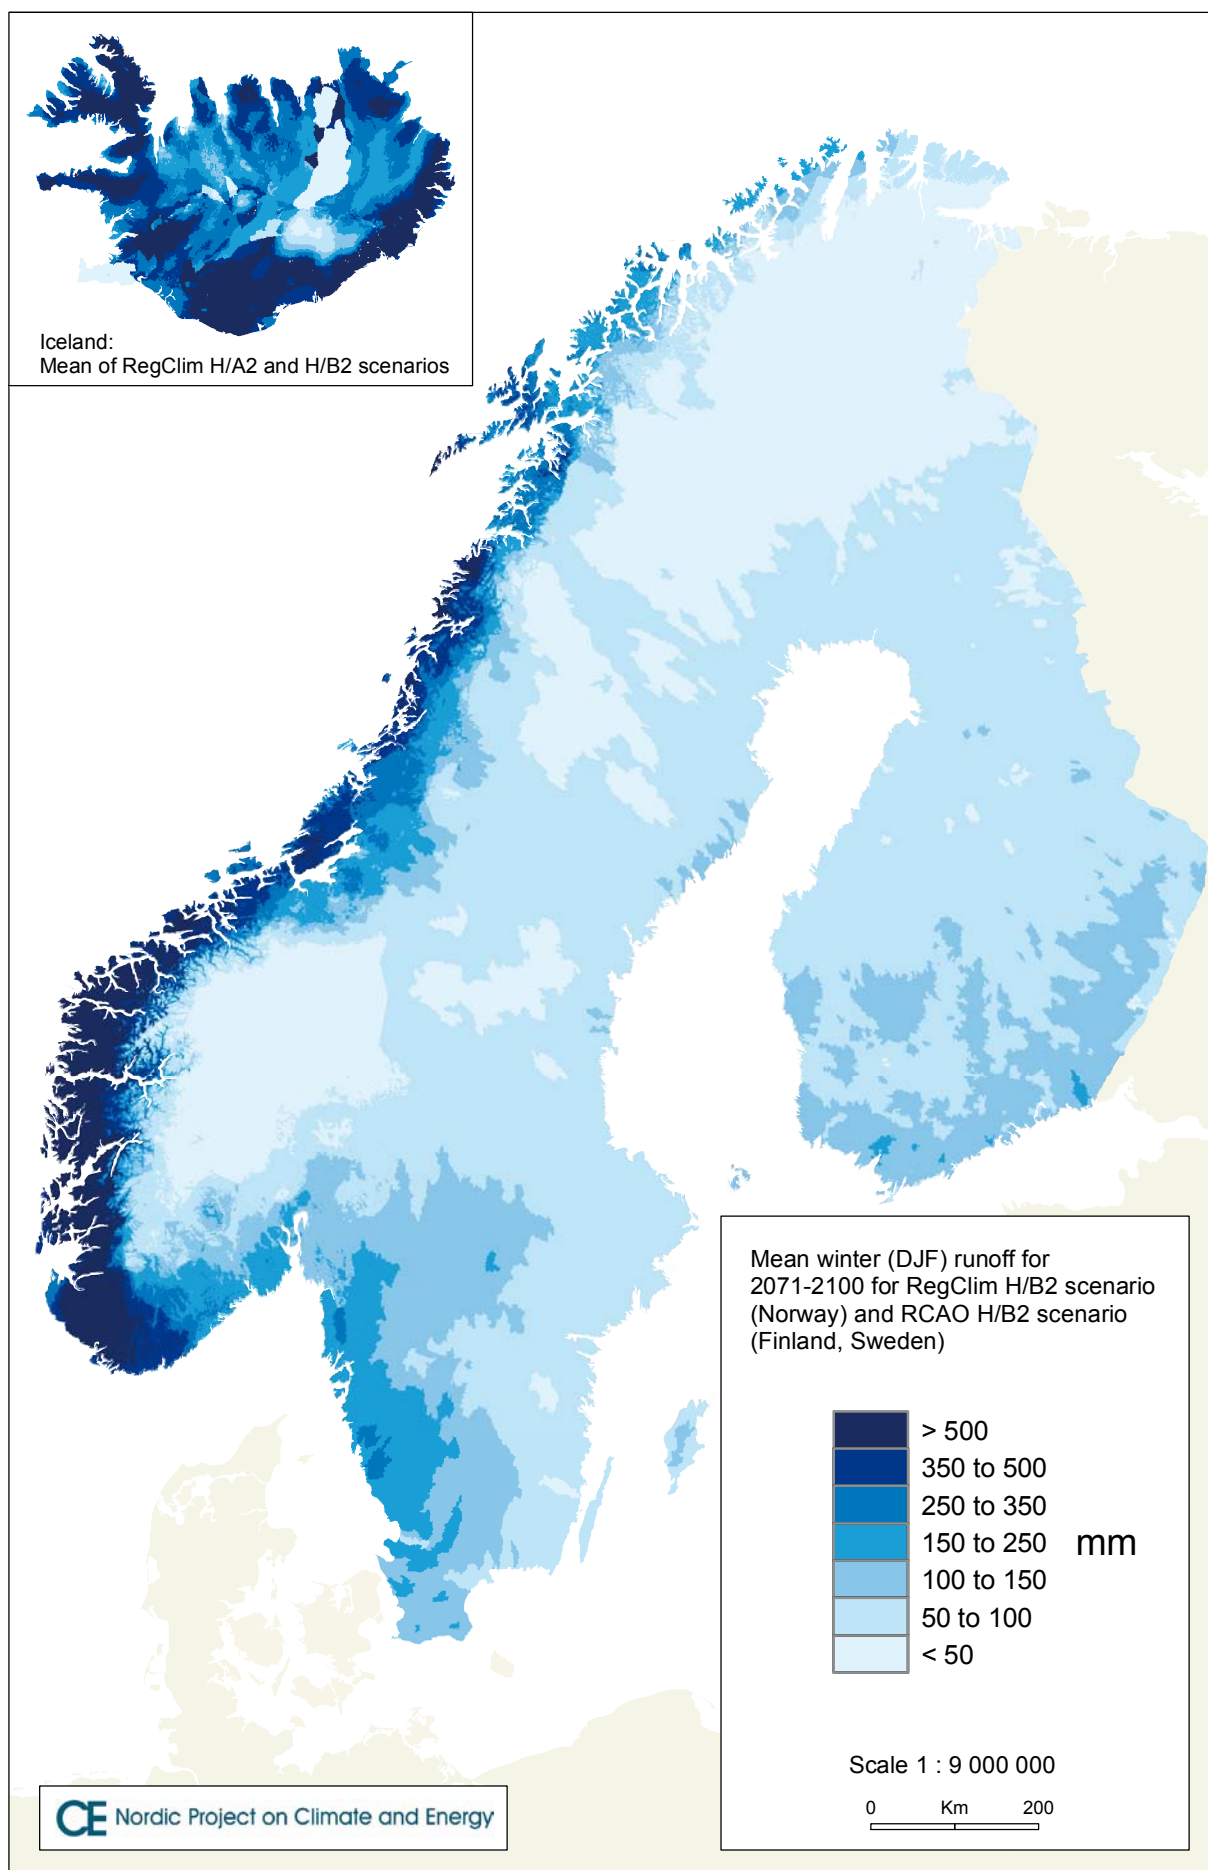 Iceland:
Mean of RegClim H/A2 and H/B2 scenarios
Mean winter (DJF) runoff for
2071-2100 for RegClim H/B2 scenario
(Norway) and RCAO H/B2 scenario
(Finland, Sweden)
> 500
350 to 500
250 to 350
150 to 250 mm
100 to 150
50 to 100
< 50
Scale 1 : 9 000 000
0 Km 200
CE Nordic Project on Climate and Energy